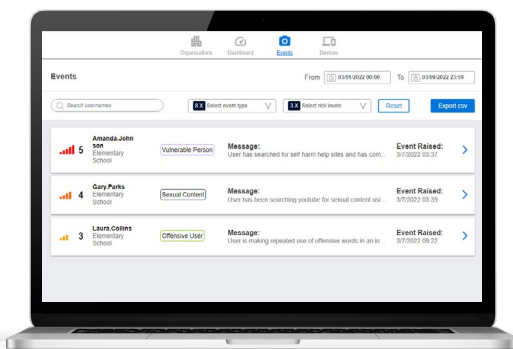 Organizations Dashboard Events Devices
Events From 03/01/2022 00:00 To 03/09/2022 23:59
Search usernames 8 X Select event type 3 X Select risk levels Reset Export csv
5 Amanda.John
son
Elementary
School
Vulnerable Person
Message:
User has searched for self harm help sites and has com...
Event Raised:
3/7/2022 03:37
4 Gary.Parks
Elementary
School
Sexual Content
Message:
User has been searching youtube for sexual content usi...
Event Raised:
3/7/2022 03:39
3 Laura.Collins
Elementary
School
Offensive User
Message:
User is making repeated use of offensive words in an in...
Event Raised:
3/7/2022 09:22